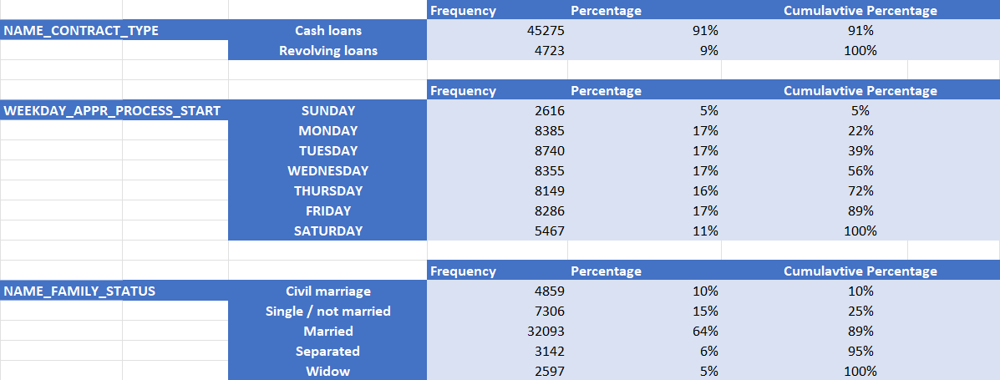 Frequency Percentage Cumulavtive Percentage
NAME_CONTRACT_TYPE Cash loans 45275 91% 91%
Revolving loans 4723 9% 100%
Frequency Percentage Cumulavtive Percentage
WEEKDAY_APPR_PROCESS_START SUNDAY 2616 5% 5%
MONDAY 8385 17% 22%
TUESDAY 8740 17% 39%
WEDNESDAY 8355 17% 56%
THURSDAY 8149 16% 72%
FRIDAY 8286 17% 89%
SATURDAY 5467 11% 100%
Frequency Percentage Cumulavtive Percentage
NAME_FAMILY_STATUS Civil marriage 4859 10% 10%
Single / not married 7306 15% 25%
Married 32093 64% 89%
Separated 3142 6% 95%
Widow 2597 5% 100%